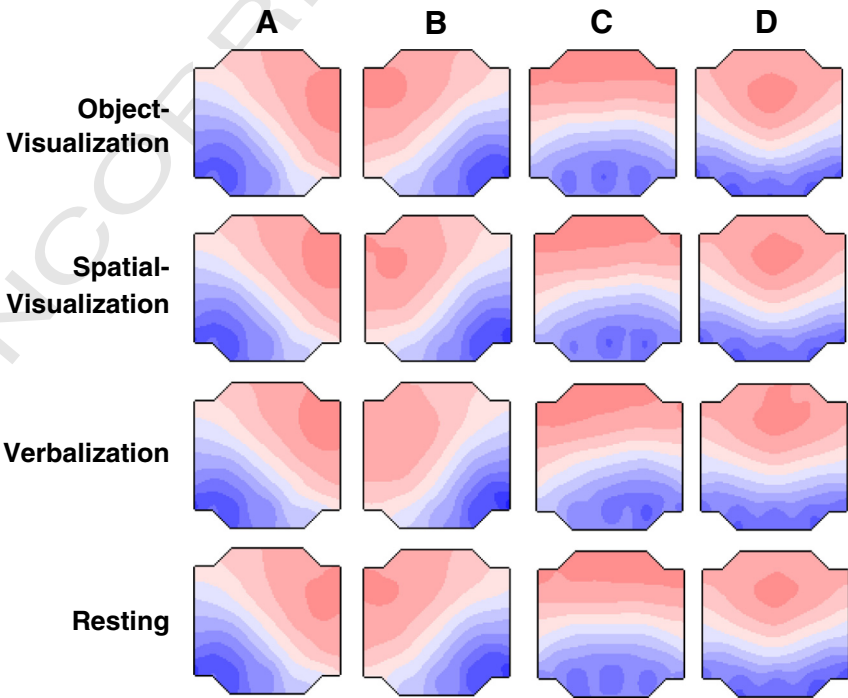 A B C D
Object-
Visualization
Spatial-
Visualization
Verbalization
Resting